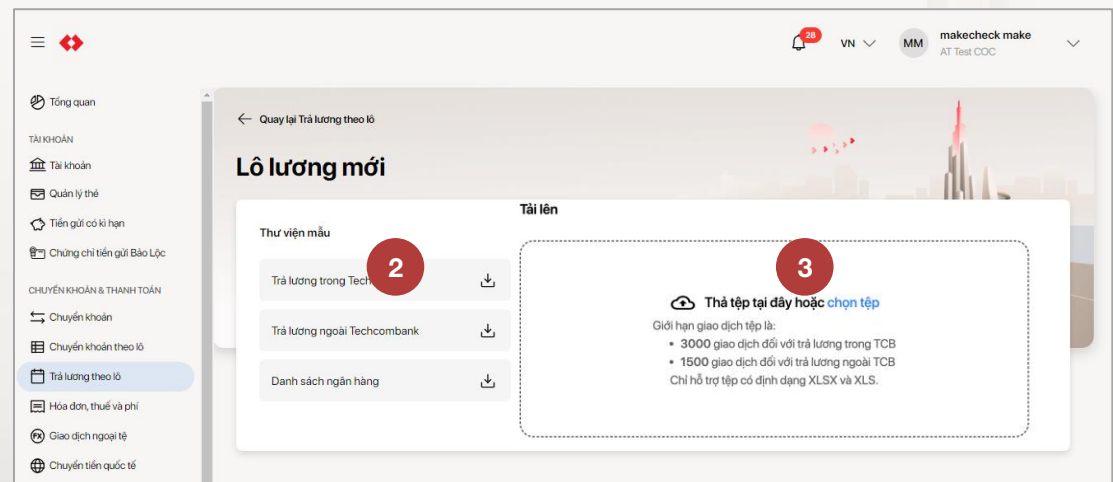 28
VN
MM
makecheck make
AT Test COC
Tổng quan
TÀI KHOẢN
Tài khoản
Quản lý thẻ
Tiền gửi có kì hạn
Chứng chỉ tiền gửi Bảo Lộc
CHUYỂN KHOẢN & THANH TOÁN
Chuyển khoản
Chuyển khoản theo lô
Trả lương theo lô
Hóa đơn, thuế và phí
FX
Giao dịch ngoại tệ
Chuyển tiền quốc tế
Quay lại Trả lương theo lô
Lô lương mới
Thư viện mẫu
2
Trả lương trong Tech
Trả lương ngoài Techcombank
Danh sách ngân hàng
Tải lên
3
Thả tệp tại đây hoặc chọn tệp
Giới hạn giao dịch tệp là:
• 3000 giao dịch đối với trả lương trong TCB
• 1500 giao dịch đối với trả lương ngoài TCB
Chỉ hỗ trợ tệp có định dạng XLSX và XLS.